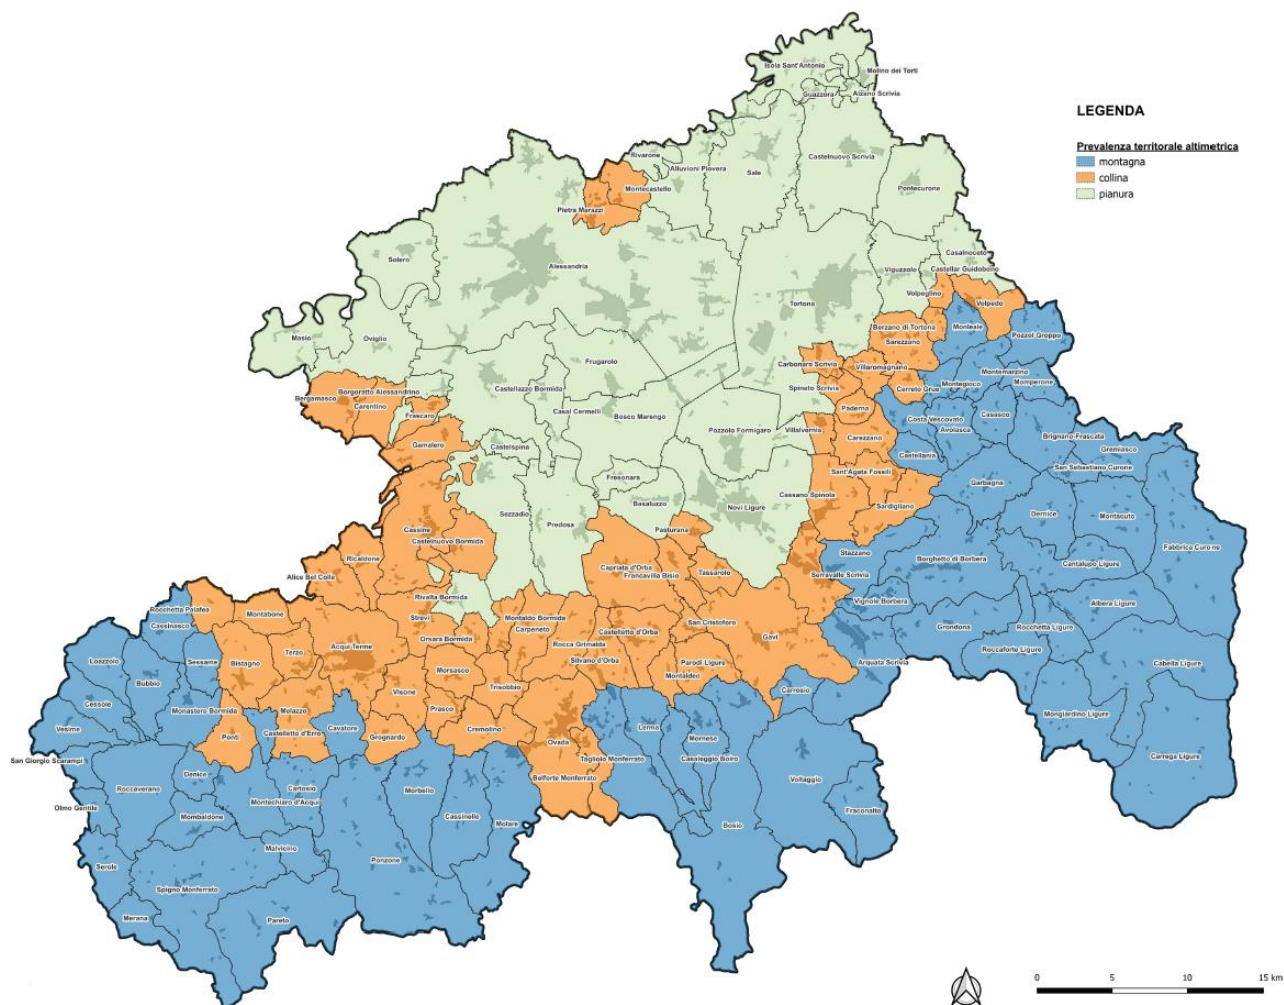 Isola Sant'Antonio
Molino dei Torti
Guazzora
Alzano Scrivia
LEGENDA
Prevalenza territorale altimetrica
montagna
collina
pianura
Rivarone
Alluvioni Piovera
Sale
Castelnuovo Scrivia
Montecastello
Pontecurone
Pietra Marazzi
Solero
Alessandria
Casalnoceto
Viguzzolo
Castellar Guidobono
Tortona
Volpeglino
Volpedo
Masio
Oviglio
Berzano di Tortona
Monleale
Pozzol Groppo
Sarezzano
Frugarolo
Carbonara Scrivia
Villaromagnano
Montemarzino
Borgoratto Alessandrino
Castellazzo Bormida
Spineto Scrivia
Cerreto Grue
Montegioco
Momperone
Bergamasco
Carentino
Frascaro
Casal Cermelli
Bosco Marengo
Paderna
Costa Vescovato
Casasco
Avolasca
Pozzolo Formigaro
Villalvernia
Carezzano
Brignano-Frascata
Gamalero
Castelspina
Castellania
Gremiasco
San Sebastiano Curone
Sant'Agata Fossili
Fresonara
Garbagna
Sezzadio
Basaluzzo
Novi Ligure
Cassano Spinola
Sardigliano
Predosa
Dernice
Montacuto
Cassine
Pasturana
Castelnuovo Bormida
Fabbrica Curone
Stazzano
Ricaldone
Borghetto di Borbera
Cantalupo Ligure
Capriata d'Orba
Francavilla Bisio
Tassarolo
Alice Bel Colle
Serravalle Scrivia
Rivalta Bormida
Vignole Borbera
Albera Ligure
Rocchetta Palafea
Montabone
Strevi
Montaldo Bormida
San Cristoforo
Cassinasco
Carpeneto
Castelletto d'Orba
Grondona
Rocchetta Ligure
Orsara Bormida
Gavi
Acqui Terme
Rocca Grimalda
Roccaforte Ligure
Loazzolo
Sessame
Bistagno
Terzo
Silvano d'Orba
Parodi Ligure
Arquata Scrivia
Cabella Ligure
Bubbio
Morsasco
Montaldeo
Trisobbio
Carrosio
Visone
Cessole
Monastero Bormida
Melazzo
Prasco
Mongiardino Ligure
Vesime
Castelletto d'Erro
Cavatore
Cremolino
Lerma
Ponti
Grognardo
Ovada
Mornese
San Giorgio Scarampi
Tagliolo Monferrato
Casaleggio Boiro
Carrega Ligure
Denice
Belforte Monferrato
Voltaggio
Roccaverano
Cartosio
Morbello
Olmo Gentile
Montechiaro d'Acqui
Fraconalto
Mombaldone
Cassinelle
Molare
Bosio
Malvicino
Ponzone
Serole
Spigno Monferrato
Merana
Pareto
0 5 10 15 km